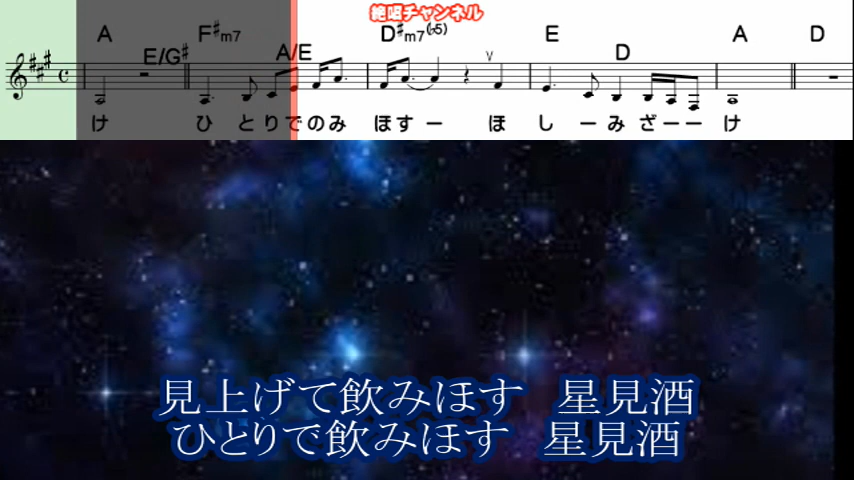 絶唱チャンネル
A E/G# F#m7 A/E D#m7(♭5) E D A D
け ひとりでのみ ほすー ほ しーみ ざーー け
見上げて飲みほす 星見酒
ひとりで飲みほす 星見酒